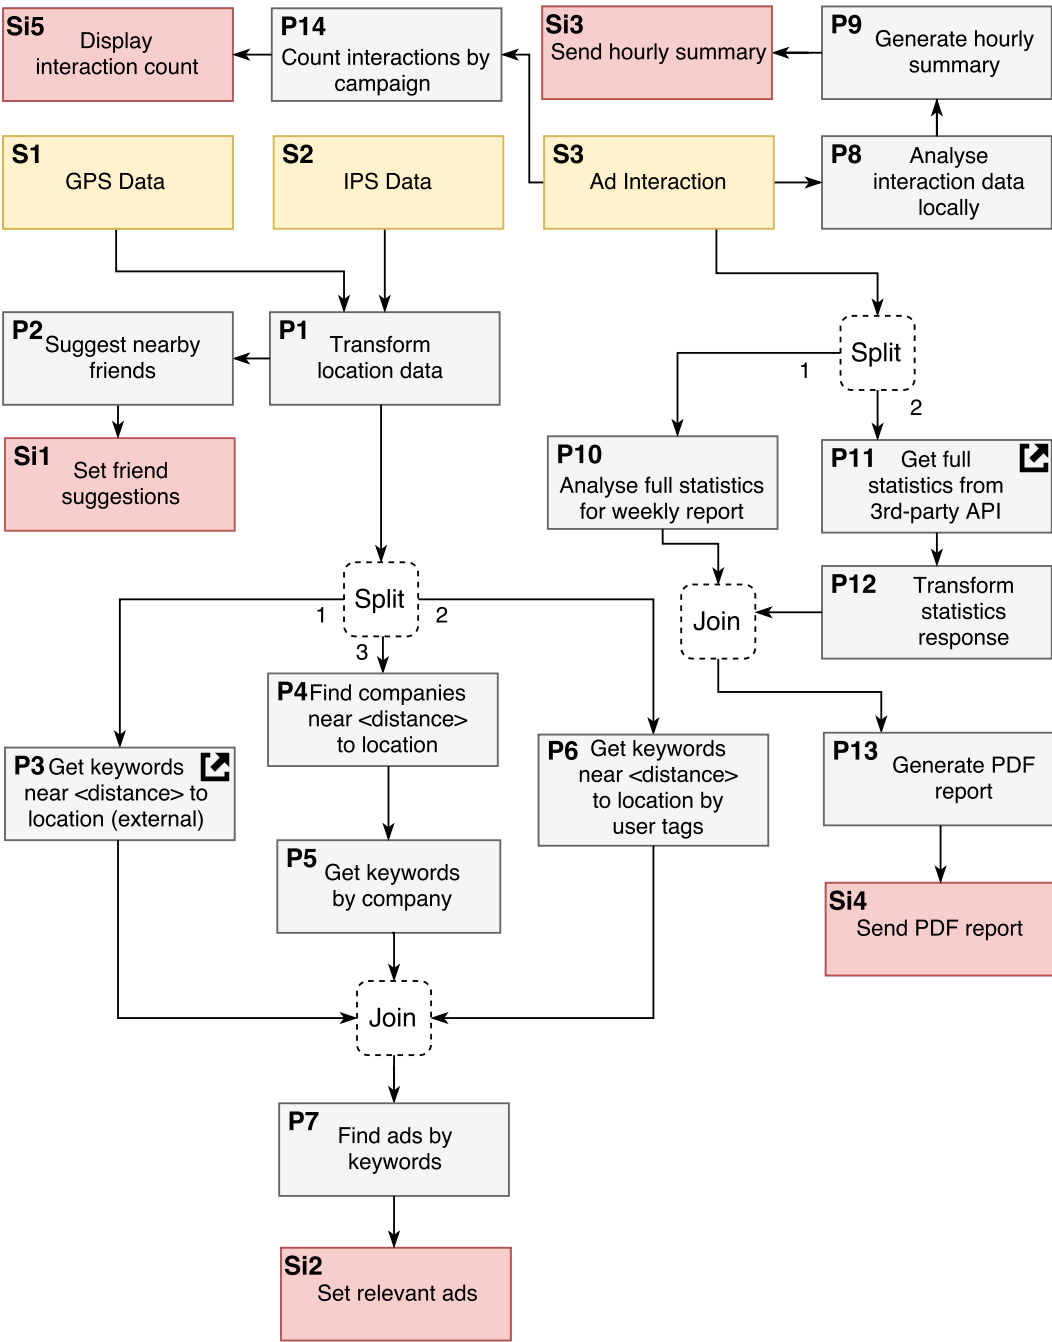 Si5
Display
interaction count
P14
Count interactions by
campaign
Si3
Send hourly summary
P9
Generate hourly
summary
S1
GPS Data
S2
IPS Data
S3
Ad Interaction
P8
Analyse
interaction data
locally
P2
Suggest nearby
friends
P1
Transform
location data
Split
1
2
Si1
Set friend
suggestions
P10
Analyse full statistics
for weekly report
P11
Get full
statistics from
3rd-party API
Split
1
2
3
Join
P12
Transform
statistics
response
P4
Find companies
near <distance>
to location
P3
Get keywords
near <distance> to
location (external)
P6
Get keywords
near <distance>
to location by
user tags
P13
Generate PDF
report
P5
Get keywords
by company
Si4
Send PDF report
Join
P7
Find ads by
keywords
Si2
Set relevant ads